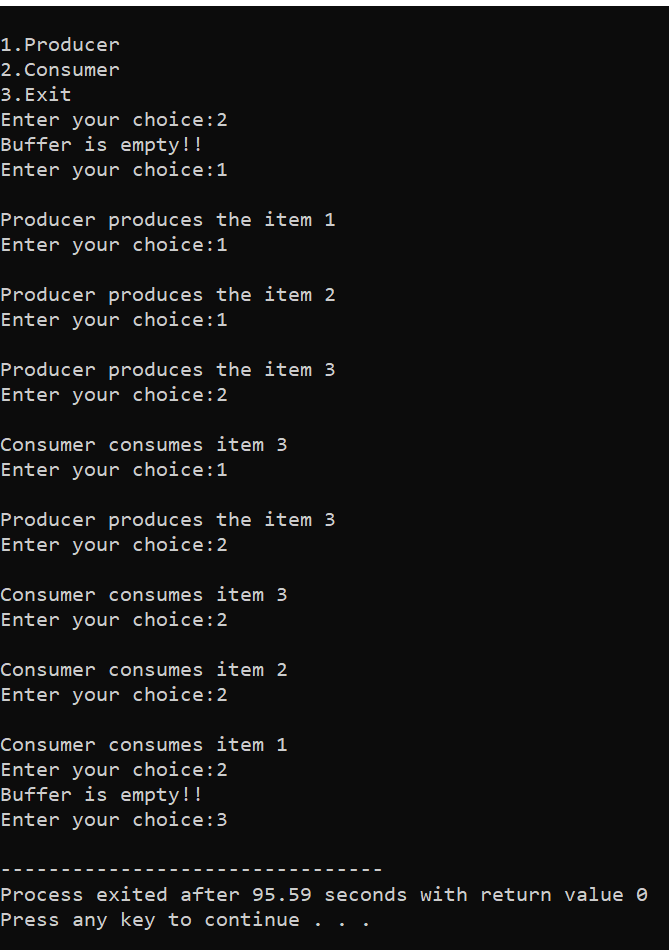 1.Producer
2.Consumer
3.Exit
Enter your choice:2
Buffer is empty!!
Enter your choice:1
Producer produces the item 1
Enter your choice:1
Producer produces the item 2
Enter your choice:1
Producer produces the item 3
Enter your choice:2
Consumer consumes item 3
Enter your choice:1
Producer produces the item 3
Enter your choice:2
Consumer consumes item 3
Enter your choice:2
Consumer consumes item 2
Enter your choice:2
Consumer consumes item 1
Enter your choice:2
Buffer is empty!!
Enter your choice:3
--------------------------------
Process exited after 95.59 seconds with return value 0
Press any key to continue . . .